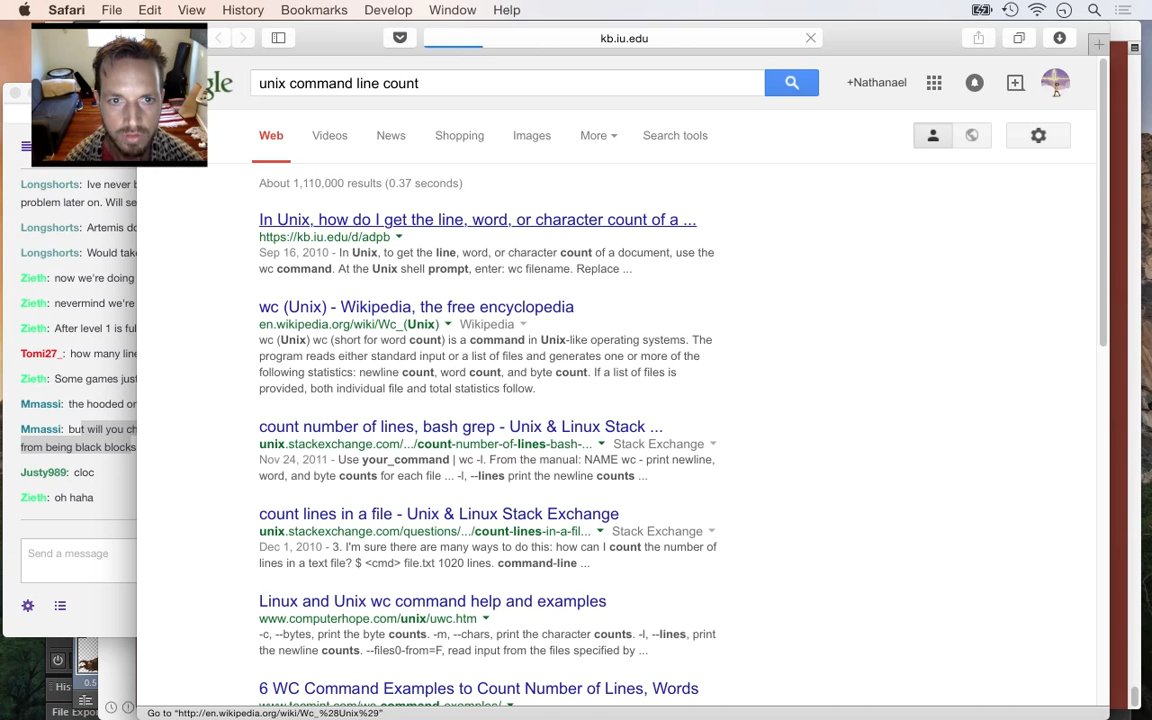 Safari File Edit View History Bookmarks Develop Window Help
kb.iu.edu
gle unix command line count +Nathanael
Web Videos News Shopping Images More Search tools
About 1,110,000 results (0.37 seconds)
In Unix, how do I get the line, word, or character count of a ...
https://kb.iu.edu/d/adpb
Sep 16, 2010 - In Unix, to get the line, word, or character count of a document, use the
wc command. At the Unix shell prompt, enter: wc filename. Replace ...
wc (Unix) - Wikipedia, the free encyclopedia
en.wikipedia.org/wiki/Wc_(Unix) Wikipedia
wc (Unix) wc (short for word count) is a command in Unix-like operating systems. The
program reads either standard input or a list of files and generates one or more of the
following statistics: newline count, word count, and byte count. If a list of files is
provided, both individual file and total statistics follow.
count number of lines, bash grep - Unix & Linux Stack ...
unix.stackexchange.com/.../count-number-of-lines-bash-... Stack Exchange
Nov 24, 2011 - Use your_command | wc -l. From the manual: NAME wc - print newline,
word, and byte counts for each file ... -l, --lines print the newline counts ...
count lines in a file - Unix & Linux Stack Exchange
unix.stackexchange.com/questions/.../count-lines-in-a-fil... Stack Exchange
Dec 1, 2010 - 3. I'm sure there are many ways to do this: how can I count the number of
lines in a text file? $ <cmd> file.txt 1020 lines. command-line ...
Linux and Unix wc command help and examples
www.computerhope.com/unix/uwc.htm
-c, --bytes, print the byte counts. -m, --chars, print the character counts. -l, --lines, print
the newline counts. --files0-from=F, read input from the files specified by ...
6 WC Command Examples to Count Number of Lines, Words
www.tecmint.com/wc-command-examples/
Go to "http://en.wikipedia.org/wiki/Wc_%28Unix%29"
Longshorts: Ive never b
problem later on. Will se
Longshorts: Artemis do
Longshorts: Would take
Zieth: now we're doing
Zieth: nevermind we're
Zieth: After level 1 is ful
Tomi27_: how many line
Zieth: Some games just
Mmassi: the hooded or
Mmassi: but will you ch
from being black blocks
Justy989: cloc
Zieth: oh haha
Send a message
0.5
His
File Expor